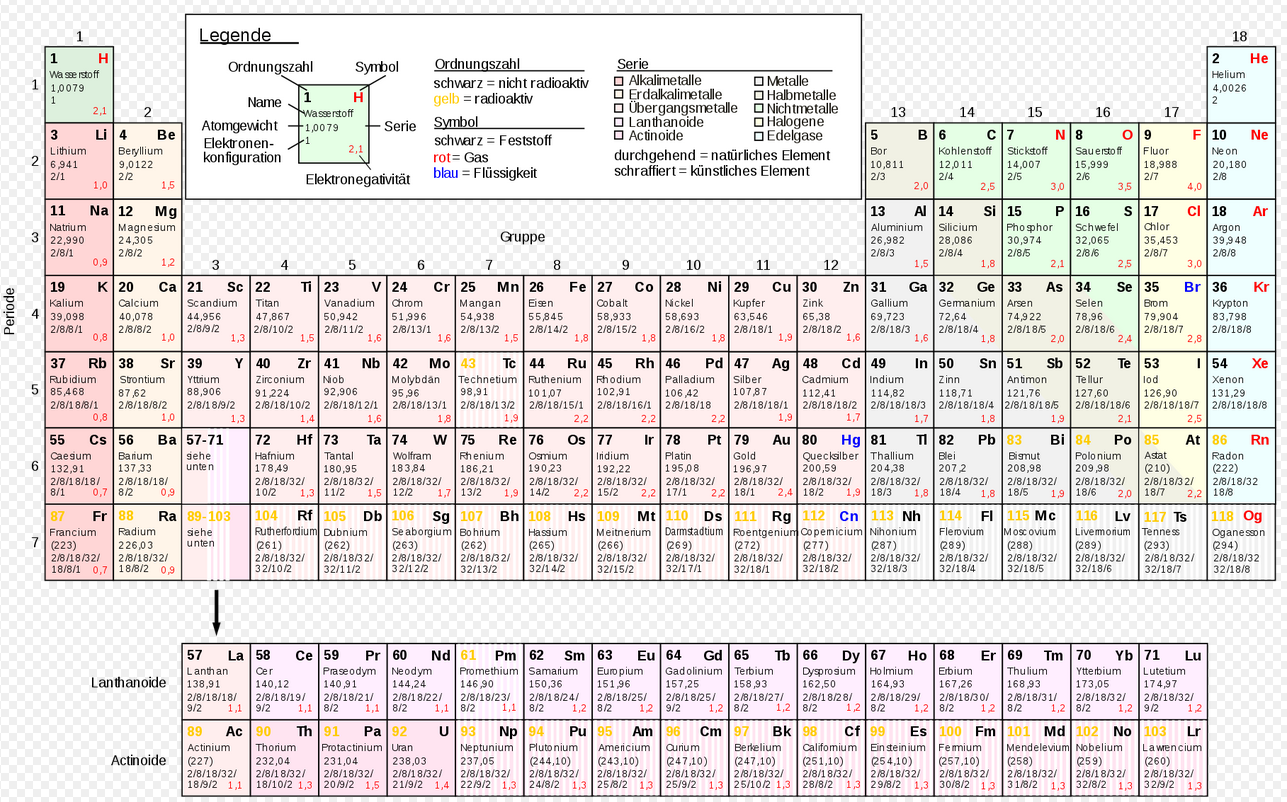 1
18
Legende
Ordnungszahl
Symbol
Name
Atomgewicht
Elektronen-
konfiguration
Serie
Elektronegativität
1 H
Wasserstoff
1,0079
1
2,1
Ordnungszahl
schwarz = nicht radioaktiv
gelb = radioaktiv
Symbol
schwarz = Feststoff
rot = Gas
blau = Flüssigkeit
Serie
Alkalimetalle
Erdalkalimetalle
Übergangsmetalle
Lanthanoide
Actinoide
Metalle
Halbmetalle
Nichtmetalle
Halogene
Edelgase
durchgehend = natürliches Element
schraffiert = künstliches Element
Periode
Gruppe
2
13
14
15
16
17
3
4
5
6
7
8
9
10
11
12
1
1 H
Wasserstoff
1,0079
1
2,1
2 He
Helium
4,0026
2
2
3 Li
Lithium
6,941
2/1
1,0
4 Be
Beryllium
9,0122
2/2
1,5
5 B
Bor
10,811
2/3
2,0
6 C
Kohlenstoff
12,011
2/4
2,5
7 N
Stickstoff
14,007
2/5
3,0
8 O
Sauerstoff
15,999
2/6
3,5
9 F
Fluor
18,988
2/7
4,0
10 Ne
Neon
20,180
2/8
3
11 Na
Natrium
22,990
2/8/1
0,9
12 Mg
Magnesium
24,305
2/8/2
1,2
13 Al
Aluminium
26,982
2/8/3
1,5
14 Si
Silicium
28,086
2/8/4
1,8
15 P
Phosphor
30,974
2/8/5
2,1
16 S
Schwefel
32,065
2/8/6
2,5
17 Cl
Chlor
35,453
2/8/7
3,0
18 Ar
Argon
39,948
2/8/8
4
19 K
Kalium
39,098
2/8/8/1
0,8
20 Ca
Calcium
40,078
2/8/8/2
1,0
21 Sc
Scandium
44,956
2/8/9/2
1,3
22 Ti
Titan
47,867
2/8/10/2
1,5
23 V
Vanadium
50,942
2/8/11/2
1,6
24 Cr
Chrom
51,996
2/8/13/1
1,6
25 Mn
Mangan
54,938
2/8/13/2
1,5
26 Fe
Eisen
55,845
2/8/14/2
1,8
27 Co
Cobalt
58,933
2/8/15/2
1,8
28 Ni
Nickel
58,693
2/8/16/2
1,8
29 Cu
Kupfer
63,546
2/8/18/1
1,9
30 Zn
Zink
65,38
2/8/18/2
1,6
31 Ga
Gallium
69,723
2/8/18/3
1,6
32 Ge
Germanium
72,64
2/8/18/4
1,8
33 As
Arsen
74,922
2/8/18/5
2,0
34 Se
Selen
78,96
2/8/18/6
2,4
35 Br
Brom
79,904
2/8/18/7
2,8
36 Kr
Krypton
83,798
2/8/18/8
5
37 Rb
Rubidium
85,468
2/8/18/8/1
0,8
38 Sr
Strontium
87,62
2/8/18/8/2
1,0
39 Y
Yttrium
88,906
2/8/18/9/2
1,3
40 Zr
Zirconium
91,224
2/8/18/10/2
1,4
41 Nb
Niob
92,906
2/8/18/12/1
1,6
42 Mo
Molybdän
95,96
2/8/18/13/1
1,8
43 Tc
Technetium
98,91
2/8/18/13/2
1,9
44 Ru
Ruthenium
101,07
2/8/18/15/1
2,2
45 Rh
Rhodium
102,91
2/8/18/16/1
2,2
46 Pd
Palladium
106,42
2/8/18/18
2,2
47 Ag
Silber
107,87
2/8/18/18/1
1,9
48 Cd
Cadmium
112,41
2/8/18/18/2
1,7
49 In
Indium
114,82
2/8/18/18/3
1,7
50 Sn
Zinn
118,71
2/8/18/18/4
1,8
51 Sb
Antimon
121,76
2/8/18/18/5
1,9
52 Te
Tellur
127,60
2/8/18/18/6
2,1
53 I
Iod
126,90
2/8/18/18/7
2,5
54 Xe
Xenon
131,29
2/8/18/18/8
6
55 Cs
Caesium
132,91
2/8/18/18/
8/1
0,7
56 Ba
Barium
137,33
2/8/18/18/
8/2
0,9
57-71
siehe
unten
72 Hf
Hafnium
178,49
2/8/18/32/
10/2
1,3
73 Ta
Tantal
180,95
2/8/18/32/
11/2
1,5
74 W
Wolfram
183,84
2/8/18/32/
12/2
1,7
75 Re
Rhenium
186,21
2/8/18/32/
13/2
1,9
76 Os
Osmium
190,23
2/8/18/32/
14/2
2,2
77 Ir
Iridium
192,22
2/8/18/32/
15/2
2,2
78 Pt
Platin
195,08
2/8/18/32/
17/1
2,2
79 Au
Gold
196,97
2/8/18/32/
18/1
2,4
80 Hg
Quecksilber
200,59
2/8/18/32/
18/2
1,9
81 Tl
Thallium
204,38
2/8/18/32/
18/3
1,8
82 Pb
Blei
207,2
2/8/18/32/
18/4
1,8
83 Bi
Bismut
208,98
2/8/18/32/
18/5
1,9
84 Po
Polonium
209,98
2/8/18/32/
18/6
2,0
85 At
Astat
(210)
2/8/18/32/
18/7
2,2
86 Rn
Radon
(222)
2/8/18/32
18/8
7
87 Fr
Francium
(223)
2/8/18/32/
18/8/1
0,7
88 Ra
Radium
226,03
2/8/18/32/
18/8/2
0,9
89-103
siehe
unten
104 Rf
Rutherfordium
(261)
2/8/18/32/
32/10/2
105 Db
Dubnium
(262)
2/8/18/32/
32/11/2
106 Sg
Seaborgium
(263)
2/8/18/32/
32/12/2
107 Bh
Bohrium
(262)
2/8/18/32/
32/13/2
108 Hs
Hassium
(265)
2/8/18/32/
32/14/2
109 Mt
Meitnerium
(266)
2/8/18/32/
32/15/2
110 Ds
Darmstadtium
(269)
2/8/18/32/
32/17/1
111 Rg
Roentgenium
(272)
2/8/18/32/
32/18/1
112 Cn
Copernicium
(277)
2/8/18/32/
32/18/2
113 Nh
Nihonium
(287)
2/8/18/32/
32/18/3
114 Fl
Flerovium
(289)
2/8/18/32/
32/18/4
115 Mc
Moscovium
(288)
2/8/18/32/
32/18/5
116 Lv
Livermorium
(289)
2/8/18/32/
32/18/6
117 Ts
Tenness
(293)
2/8/18/32/
32/18/7
118 Og
Oganesson
(294)
2/8/18/32/
32/18/8
Lanthanoide
57 La
Lanthan
138,91
2/8/18/18/
9/2
1,1
58 Ce
Cer
140,12
2/8/18/19/
9/2
1,1
59 Pr
Praseodym
140,91
2/8/18/21/
8/2
1,1
60 Nd
Neodym
144,24
2/8/18/22/
8/2
1,1
61 Pm
Promethium
146,90
2/8/18/23/
8/2
1,1
62 Sm
Samarium
150,36
2/8/18/24/
8/2
1,2
63 Eu
Europium
151,96
2/8/18/25/
8/2
1,2
64 Gd
Gadolinium
157,25
2/8/18/25/
9/2
1,2
65 Tb
Terbium
158,93
2/8/18/27/
8/2
1,2
66 Dy
Dysprosium
162,50
2/8/18/28/
8/2
1,2
67 Ho
Holmium
164,93
2/8/18/29/
8/2
1,2
68 Er
Erbium
167,26
2/8/18/30/
8/2
1,2
69 Tm
Thulium
168,93
2/8/18/31/
8/2
1,2
70 Yb
Ytterbium
173,05
2/8/18/32/
8/2
1,2
71 Lu
Lutetium
174,97
2/8/18/32/
9/2
1,2
Actinoide
89 Ac
Actinium
(227)
2/8/18/32/
18/9/2
1,1
90 Th
Thorium
232,04
2/8/18/32/
18/10/2
1,3
91 Pa
Protactinium
231,04
2/8/18/32/
20/9/2
1,5
92 U
Uran
238,03
2/8/18/32/
21/9/2
1,4
93 Np
Neptunium
237,05
2/8/18/32/
22/9/2
1,3
94 Pu
Plutonium
(244,10)
2/8/18/32/
24/8/2
1,3
95 Am
Americium
(243,10)
2/8/18/32/
25/8/2
1,3
96 Cm
Curium
(247,10)
2/8/18/32/
25/9/2
1,3
97 Bk
Berkelium
(247,10)
2/8/18/32/
25/10/2
1,3
98 Cf
Californium
(251,10)
2/8/18/32/
28/8/2
1,3
99 Es
Einsteinium
(254,10)
2/8/18/32/
29/8/2
1,3
100 Fm
Fermium
(257,10)
2/8/18/32/
30/8/2
1,3
101 Md
Mendelevium
(258)
2/8/18/32/
31/8/2
1,3
102 No
Nobelium
(259)
2/8/18/32/
32/8/2
1,3
103 Lr
Lawrencium
(260)
2/8/18/32/
32/9/2
1,3